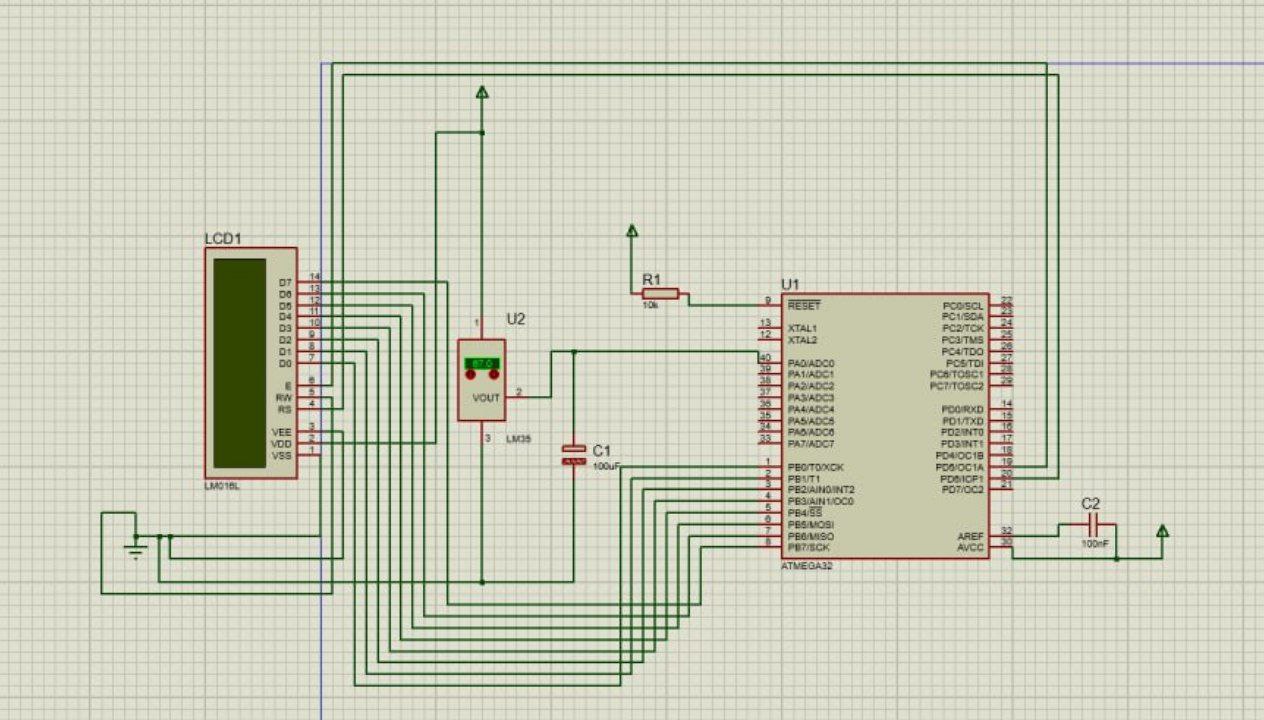 LCD1
D7 14
D6 13
D5 12
D4 11
D3 10
D2 9
D1 8
D0 7
E 6
RW 5
RS 4
VEE 3
VDD 2
VSS 1
LM016L
U2
1
VOUT 2
3
LM35
C1
100uF
R1
10k
U1
9 RESET
13 XTAL1
12 XTAL2
40 PA0/ADC0
39 PA1/ADC1
38 PA2/ADC2
37 PA3/ADC3
36 PA4/ADC4
35 PA5/ADC5
34 PA6/ADC6
33 PA7/ADC7
1 PB0/T0/XCK
2 PB1/T1
3 PB2/AIN0/INT2
4 PB3/AIN1/OC0
5 PB4/SS
6 PB5/MOSI
7 PB6/MISO
8 PB7/SCK
PC0/SCL 22
PC1/SDA 23
PC2/TCK 24
PC3/TMS 25
PC4/TDO 26
PC5/TDI 27
PC6/TOSC1 28
PC7/TOSC2 29
PD0/RXD 14
PD1/TXD 15
PD2/INT0 16
PD3/INT1 17
PD4/OC1B 18
PD5/OC1A 19
PD6/ICP1 20
PD7/OC2 21
AREF 32
AVCC 30
ATMEGA32
C2
100nF